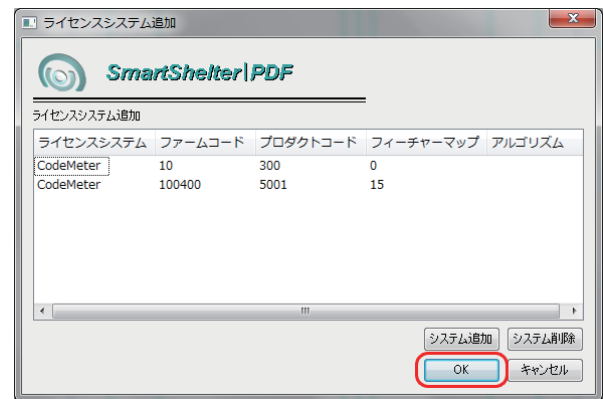 ライセンスシステム追加
SmartShelter|PDF
ライセンスシステム追加
ライセンスシステム ファームコード プロダクトコード フィーチャーマップ アルゴリズム
CodeMeter 10 300 0
CodeMeter 100400 5001 15
システム追加 システム削除
OK キャンセル